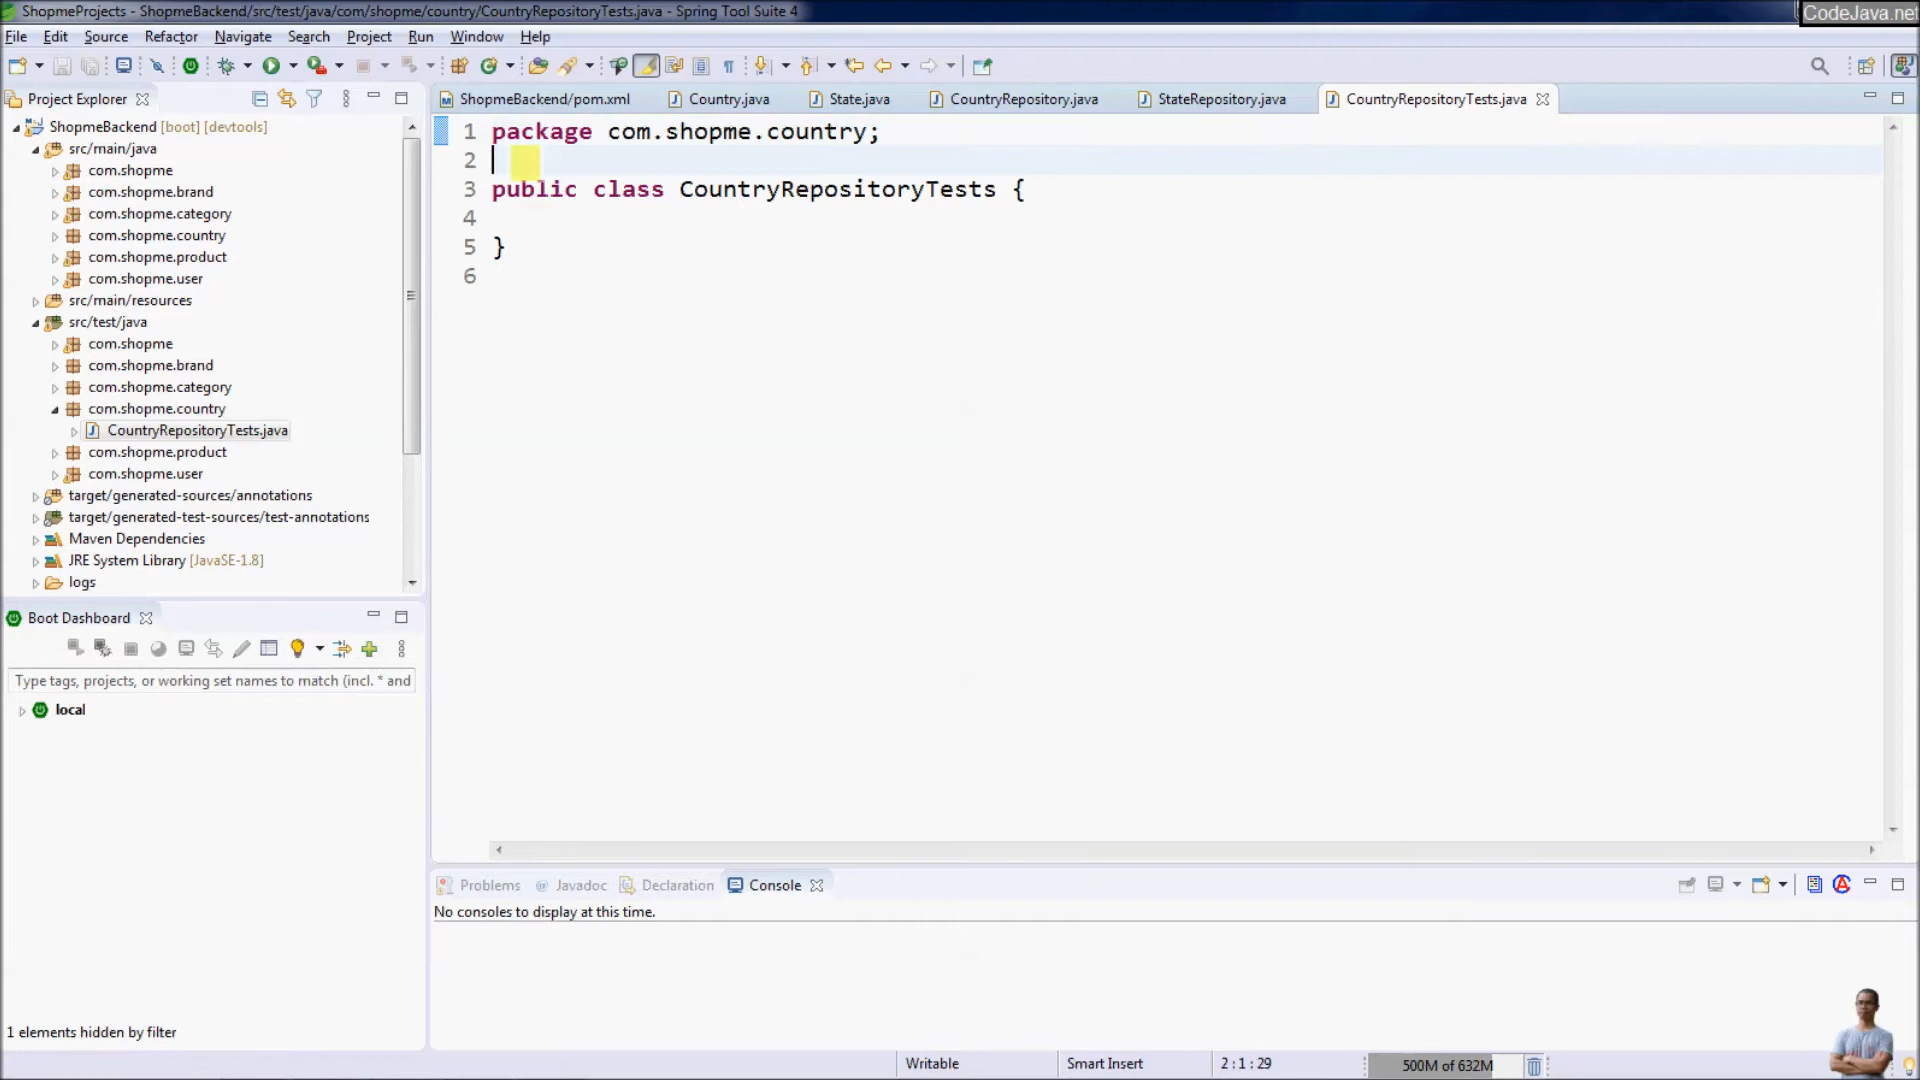 ShopmeProjects - ShopmeBackend/src/test/java/com/shopme/country/CountryRepositoryTests.java - Spring Tool Suite 4
CodeJava.net
File Edit Source Refactor Navigate Search Project Run Window Help
Project Explorer
ShopmeBackend/pom.xml Country.java State.java CountryRepository.java StateRepository.java CountryRepositoryTests.java
ShopmeBackend [boot] [devtools]
src/main/java
com.shopme
com.shopme.brand
com.shopme.category
com.shopme.country
com.shopme.product
com.shopme.user
src/main/resources
src/test/java
com.shopme
com.shopme.brand
com.shopme.category
com.shopme.country
CountryRepositoryTests.java
com.shopme.product
com.shopme.user
target/generated-sources/annotations
target/generated-test-sources/test-annotations
Maven Dependencies
JRE System Library [JavaSE-1.8]
logs
1 package com.shopme.country;
2
3 public class CountryRepositoryTests {
4
5 }
6
Boot Dashboard
Type tags, projects, or working set names to match (incl. * and
local
1 elements hidden by filter
Problems @ Javadoc Declaration Console
No consoles to display at this time.
Writable Smart Insert 2 : 1 : 29 500M of 632M